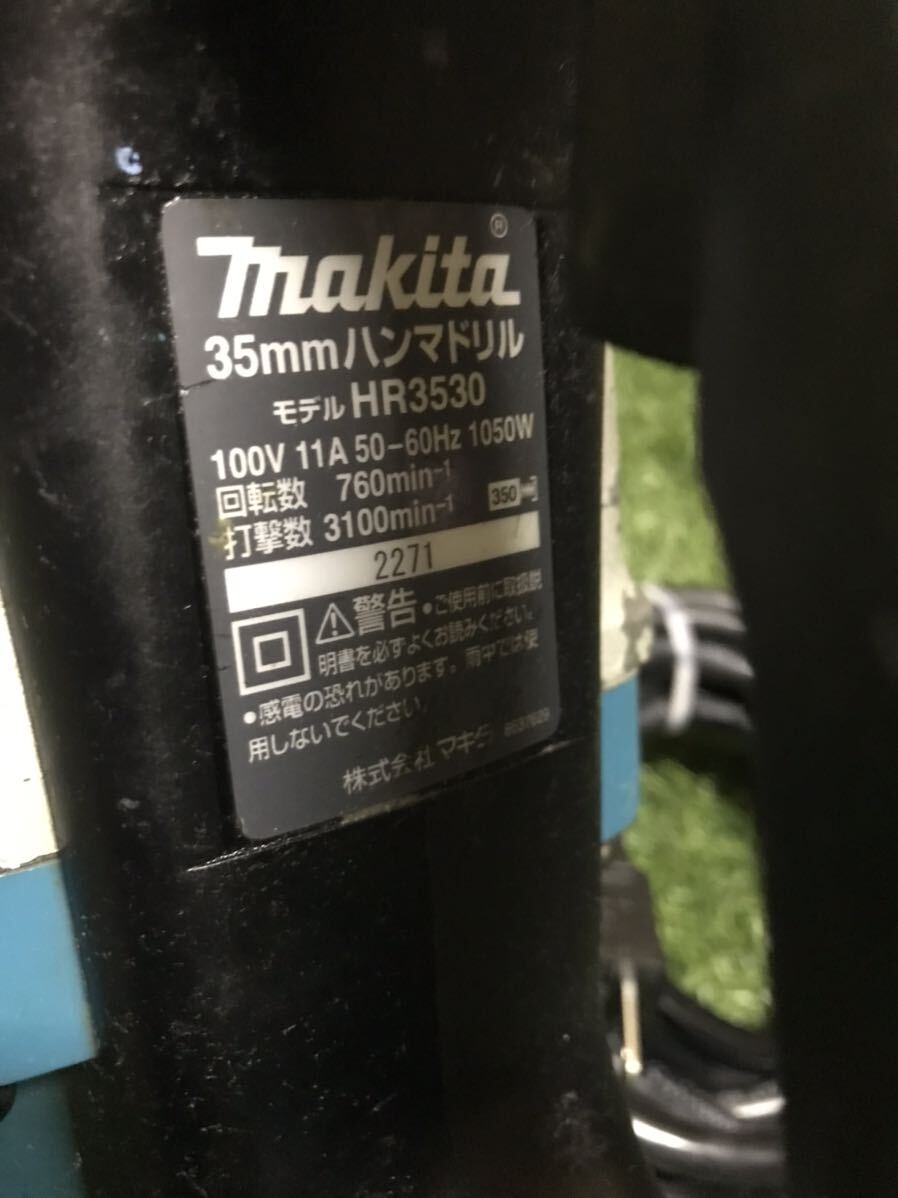 makita®
35mmハンマドリル
モデル HR3530
100V 11A 50-60Hz 1050W
回転数 760min-1
打撃数 3100min-1 350
2271
警告 •ご使用前に取扱説
明書を必ずよくお読みください。
•感電の恐れがあります。雨中では使
用しないでください。
株式会社 マキタ